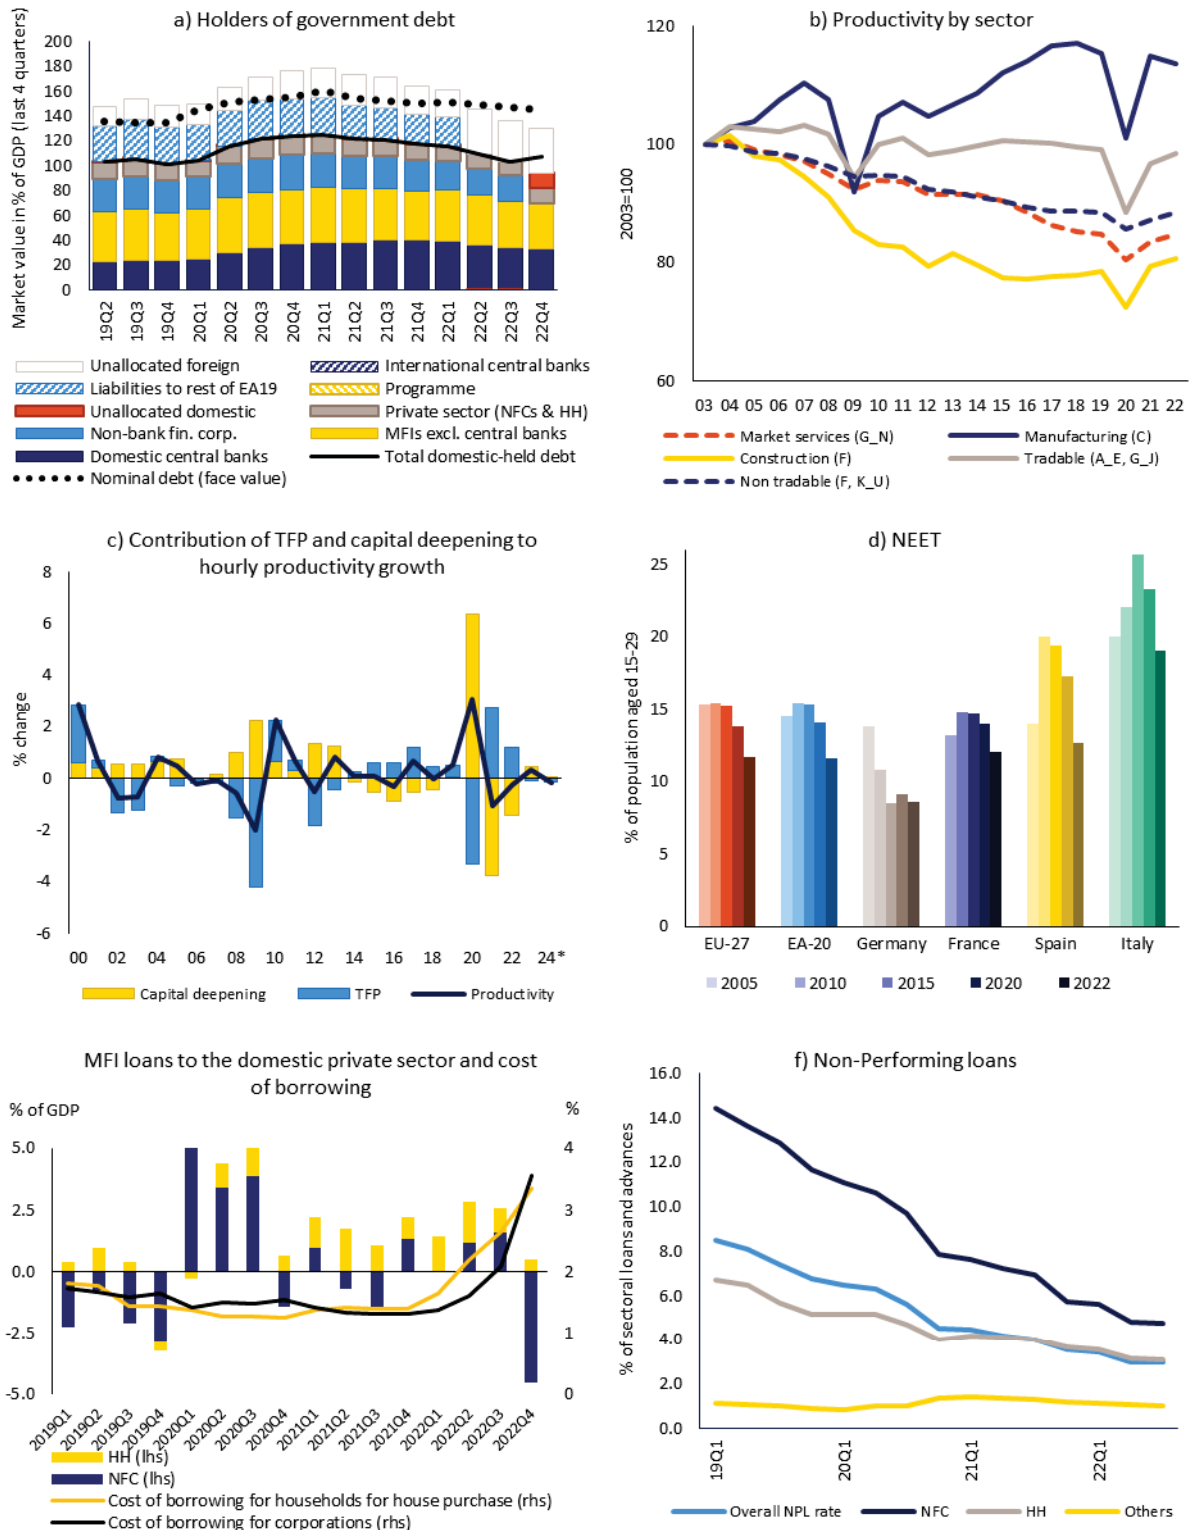 a) Holders of government debt
Market value in % of GDP (last 4 quarters)
200
180
160
140
120
100
80
60
40
20
0
19Q2
19Q3
19Q4
20Q1
20Q2
20Q3
20Q4
21Q1
21Q2
21Q3
21Q4
22Q1
22Q2
22Q3
22Q4
Unallocated foreign
International central banks
Liabilities to rest of EA19
Programme
Unallocated domestic
Private sector (NFCs & HH)
Non-bank fin. corp.
MFIs excl. central banks
Domestic central banks
Total domestic-held debt
Nominal debt (face value)
b) Productivity by sector
2003=100
120
100
80
60
03 04 05 06 07 08 09 10 11 12 13 14 15 16 17 18 19 20 21 22
Market services (G_N)
Manufacturing (C)
Construction (F)
Tradable (A_E, G_J)
Non tradable (F, K_U)
c) Contribution of TFP and capital deepening to
hourly productivity growth
% change
8
6
4
2
0
-2
-4
-6
00 02 04 06 08 10 12 14 16 18 20 22 24*
Capital deepening
TFP
Productivity
d) NEET
% of population aged 15-29
25
20
15
10
5
0
EU-27 EA-20 Germany France Spain Italy
2005 2010 2015 2020 2022
MFI loans to the domestic private sector and cost
of borrowing
% of GDP
%
5.0
2.5
0.0
-2.5
-5.0
4
3
2
1
0
2019Q1
2019Q2
2019Q3
2019Q4
2020Q1
2020Q2
2020Q3
2020Q4
2021Q1
2021Q2
2021Q3
2021Q4
2022Q1
2022Q2
2022Q3
2022Q4
HH (lhs)
NFC (lhs)
Cost of borrowing for households for house purchase (rhs)
Cost of borrowing for corporations (rhs)
f) Non-Performing loans
% of sectoral loans and advances
16.0
14.0
12.0
10.0
8.0
6.0
4.0
2.0
0.0
19Q1
20Q1
21Q1
22Q1
Overall NPL rate
NFC
HH
Others